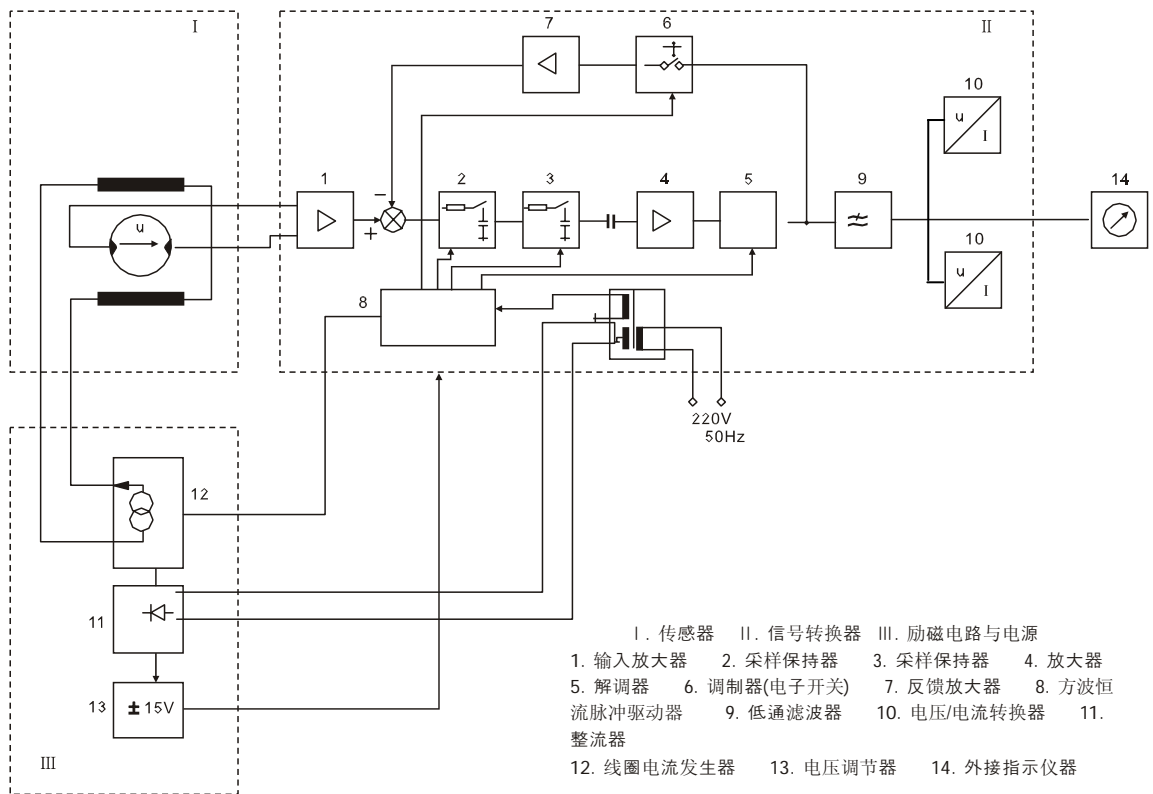 I
II
7
6
10
u
I
1
2
3
4
5
9
14
−
+
u
10
u
I
8
220V
50Hz
12
11
13
±15V
III
I. 传感器 II. 信号转换器 III. 励磁电路与电源
1. 输入放大器 2. 采样保持器 3. 采样保持器 4. 放大器
5. 解调器 6. 调制器(电子开关) 7. 反馈放大器 8. 方波恒
流脉冲驱动器 9. 低通滤波器 10. 电压/电流转换器 11.
整流器
12. 线圈电流发生器 13. 电压调节器 14. 外接指示仪器